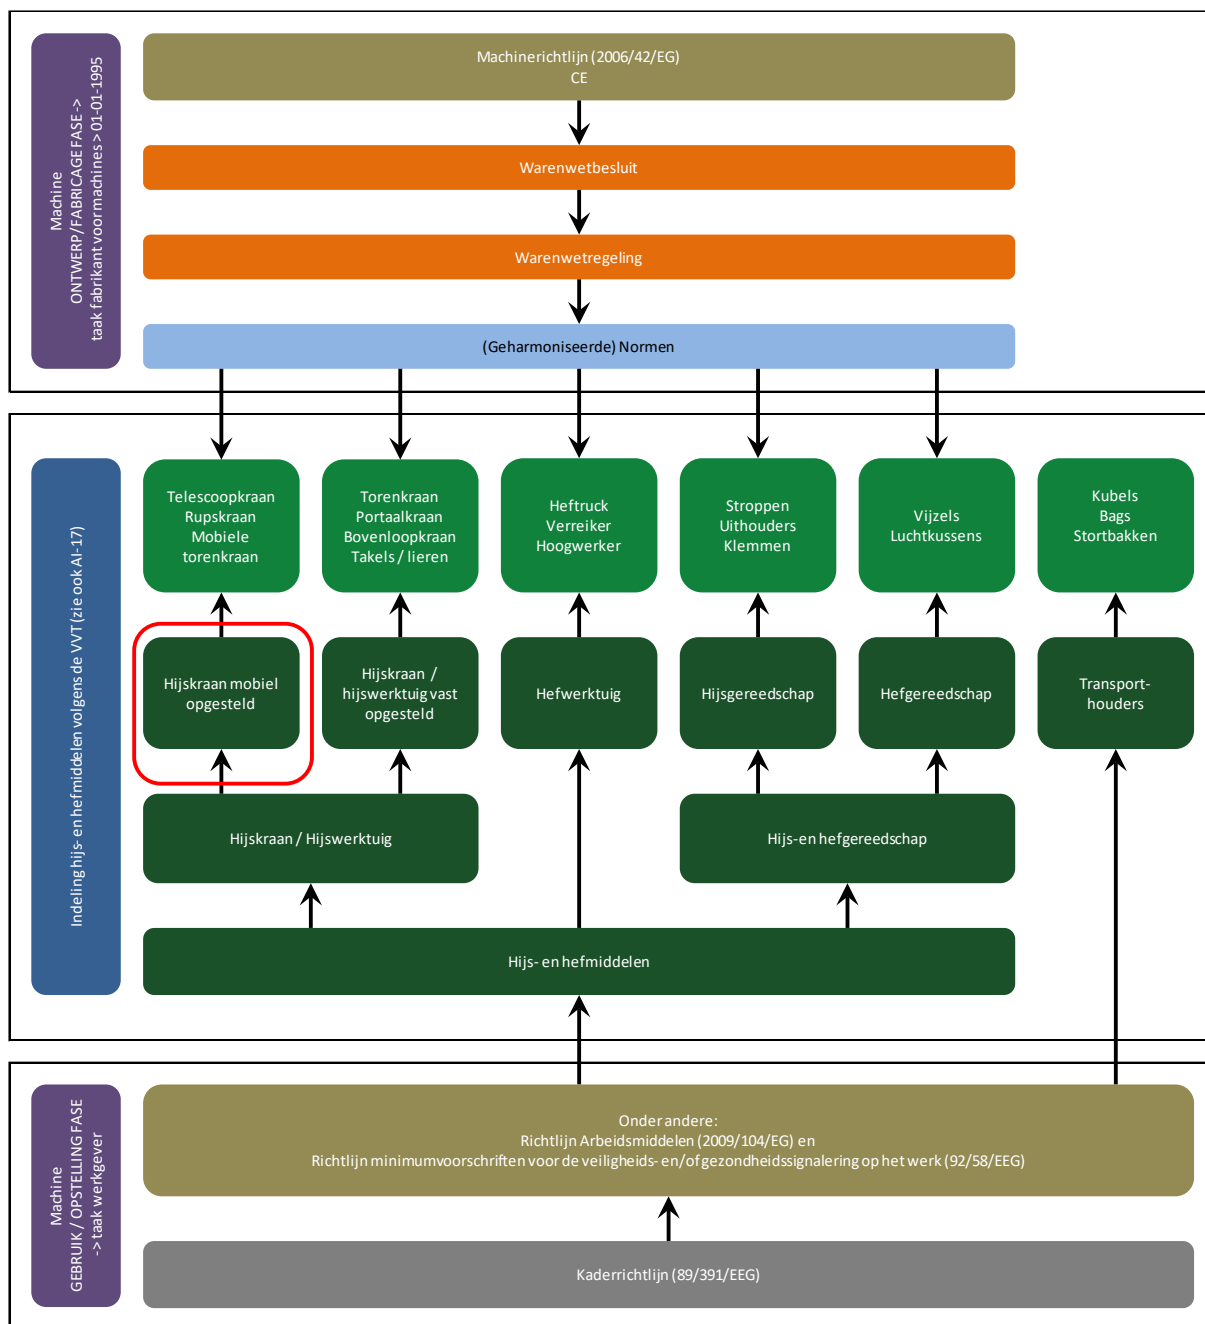 Machine
ONTWERP/FABRICAGE FASE ->
taak fabrikant voor machines > 01-01-1995
Machinerichtlijn (2006/42/EG)
CE
Warenwetbesluit
Warenwetregeling
(Geharmoniseerde) Normen
Indeling hijs- en hefmiddelen volgens de VVT (zie ook AI-17)
Telescoopkraan
Rupskraan
Mobiele
torenkraan
Torenkraan
Portaalkraan
Bovenloopkraan
Takels / lieren
Heftruck
Verreiker
Hoogwerker
Stroppen
Uithouders
Klemmen
Vijzels
Luchtkussens
Kubels
Bags
Stortbakken
Hijskraan mobiel
opgesteld
Hijskraan /
hijswerktuig vast
opgesteld
Hefwerktuig
Hijsgereedschap
Hefgereedschap
Transport-
houders
Hijskraan / Hijswerktuig
Hijs-en hefgereedschap
Hijs- en hefmiddelen
Machine
GEBRUIK / OPSTELLING FASE
-> taak werkgever
Onder andere:
Richtlijn Arbeidsmiddelen (2009/104/EG) en
Richtlijn minimumvoorschriften voor de veiligheids- en/of gezondheidssignalering op het werk (92/58/EEG)
Kaderrichtlijn (89/391/EEG)